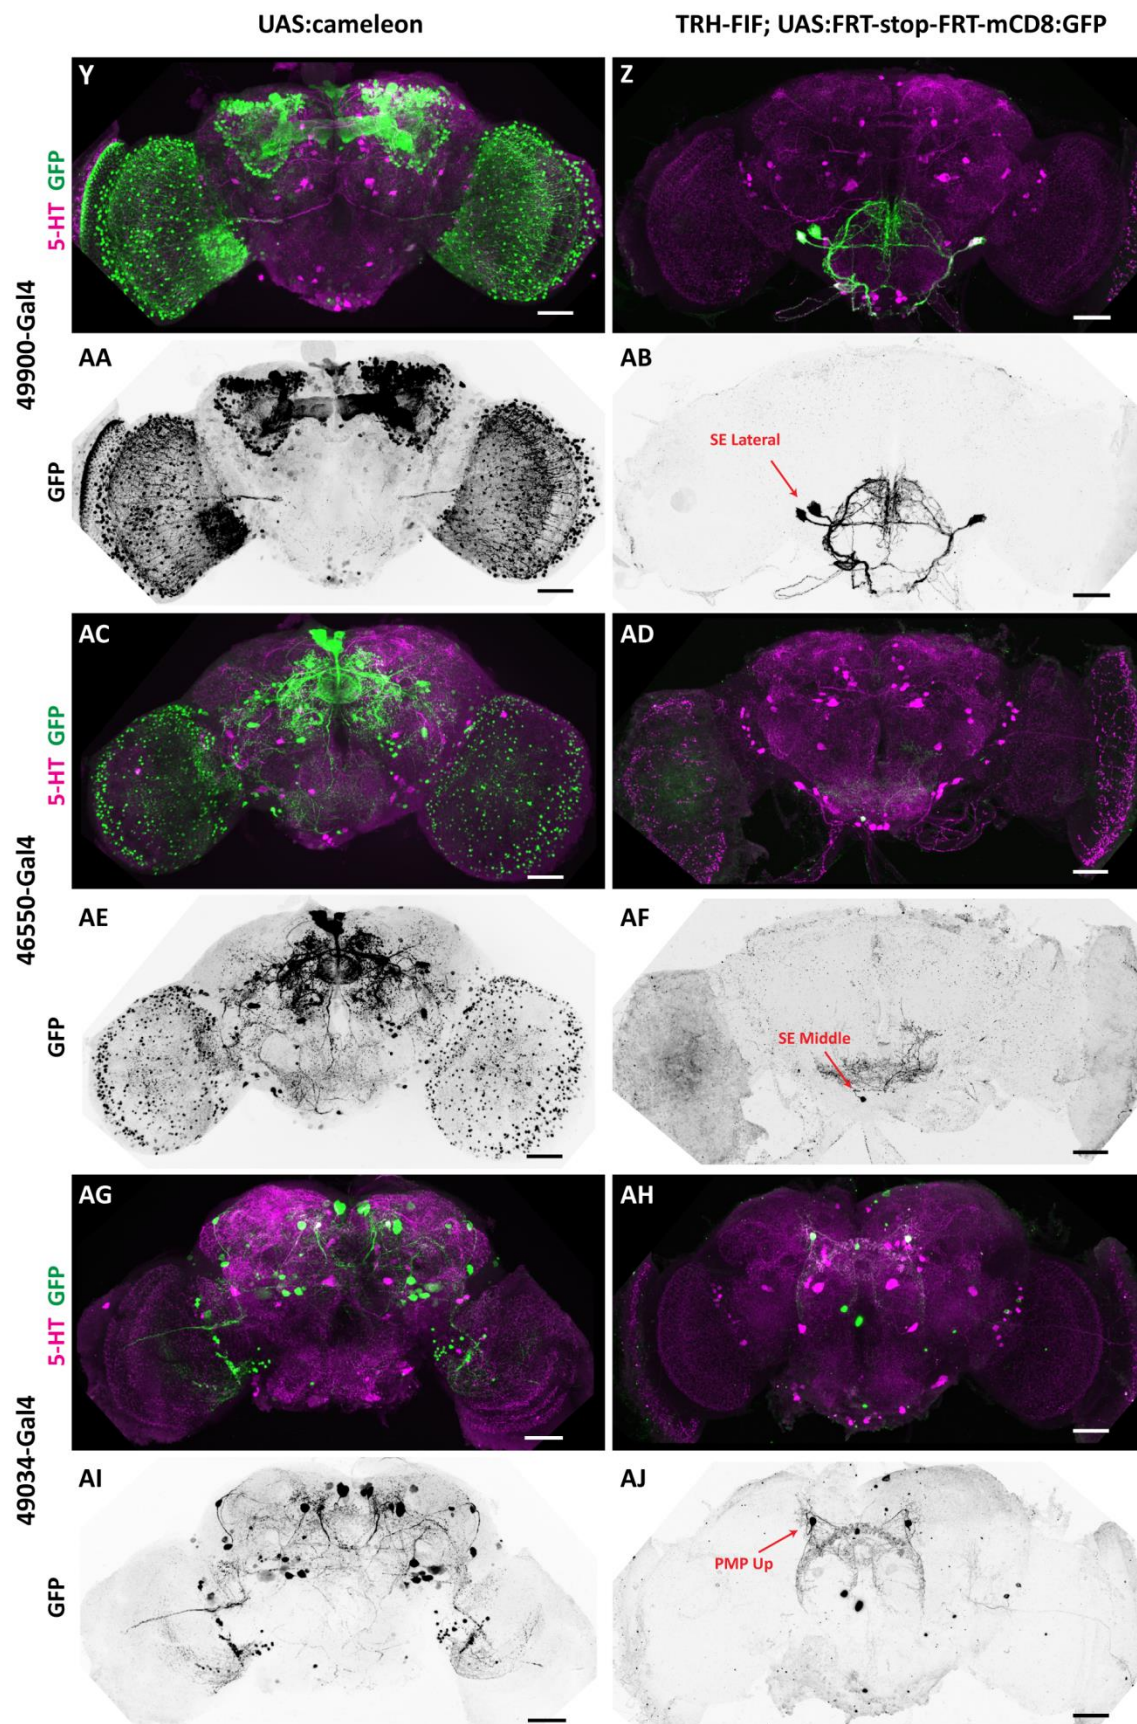 UAS:cameleon
TRH-FIF; UAS:FRT-stop-FRT-mCD8:GFP
49900-Gal4
5-HT GFP
Y
Z
GFP
AA
AB
SE Lateral
46550-Gal4
5-HT GFP
AC
AD
GFP
AE
AF
SE Middle
49034-Gal4
5-HT GFP
AG
AH
GFP
AI
AJ
PMP Up